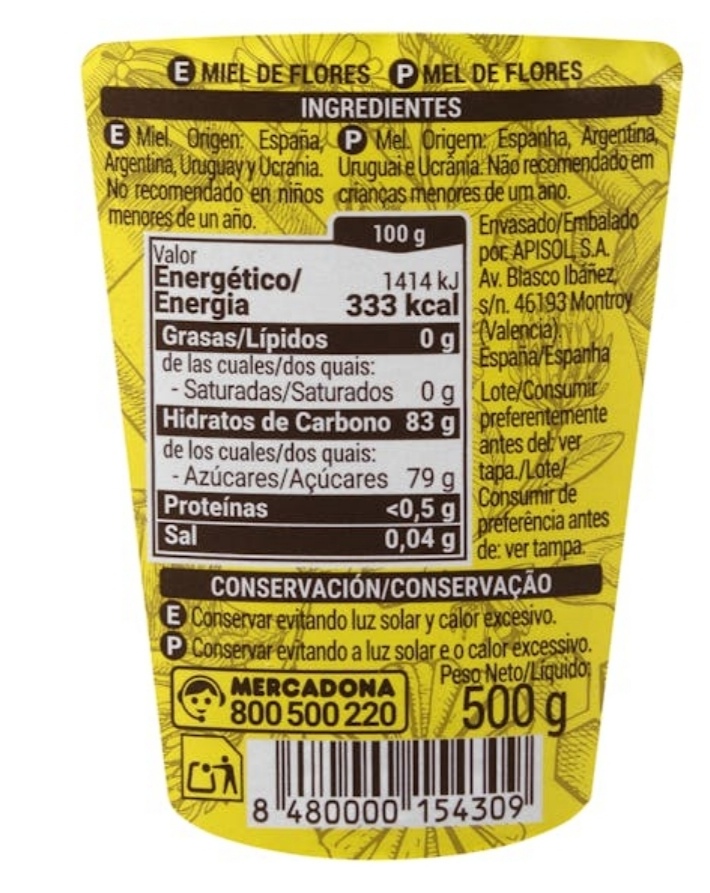 E MIEL DE FLORES P MEL DE FLORES
INGREDIENTES
E Miel. Origen: España,
Argentina, Uruguay y Ucrania.
No recomendado en niños
menores de un año.
P Mel. Origem: Espanha, Argentina,
Uruguai e Ucrânia. Não recomendado em
crianças menores de um ano.
100 g
Valor
Energético/ 1414 kJ
Energia 333 kcal
Grasas/Lípidos 0 g
de las cuales/dos quais:
- Saturadas/Saturados 0 g
Hidratos de Carbono 83 g
de los cuales/dos quais:
- Azúcares/Açúcares 79 g
Proteínas <0,5 g
Sal 0,04 g
Envasado/Embalado
por: APISOL, S.A.
Av. Blasco Ibáñez,
s/n. 46193 Montroy
(Valencia).
España/Espanha
Lote/Consumir
preferentemente
antes del: ver
tapa./Lote/
Consumir de
preferência antes
de: ver tampa.
CONSERVACIÓN/CONSERVAÇÃO
E Conservar evitando luz solar y calor excesivo.
P Conservar evitando a luz solar e o calor excessivo.
MERCADONA
800 500 220
Peso Neto/Líquido:
500 g
8 480000 154309